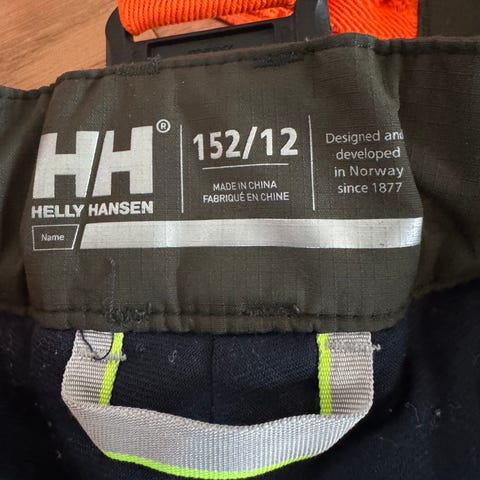 HH®
HELLY HANSEN
Name
152/12
MADE IN CHINA
FABRIQUÉ EN CHINE
Designed and
developed
in Norway
since 1877